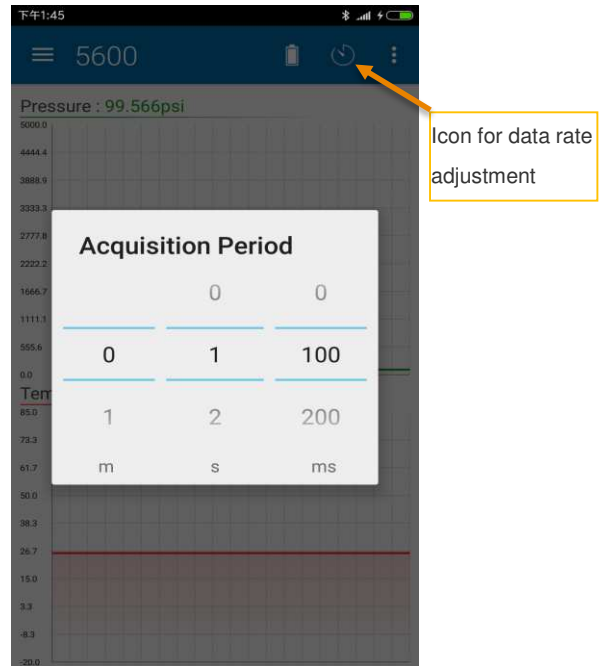 下午1:45
5600
Pressure : 99.566psi
5000.0
4444.4
3888.9
3333.3
2777.8
2222.2
1666.7
1111.1
555.6
0.0
Icon for data rate
adjustment
Acquisition Period
0 0
0 1 100
1 2 200
m s ms
Tem
85.0
73.3
61.7
50.0
38.3
26.7
15.0
3.3
-8.3
-20.0